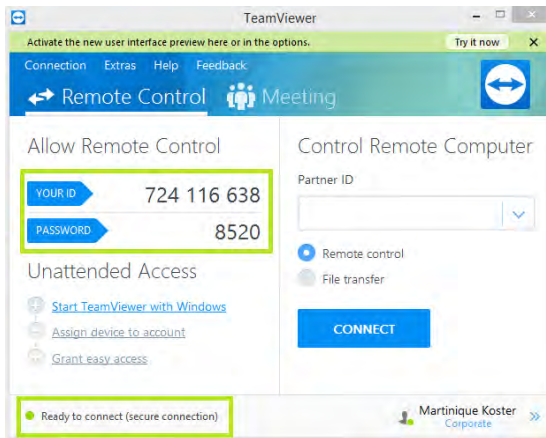 TeamViewer
Activate the new user interface preview here or in the options.
Try it now
Connection Extras Help Feedback
Remote Control
Meeting
Allow Remote Control
YOUR ID
724 116 638
PASSWORD
8520
Unattended Access
Start TeamViewer with Windows
Assign device to account
Grant easy access
Control Remote Computer
Partner ID
Remote control
File transfer
CONNECT
Ready to connect (secure connection)
Martinique Koster
Corporate